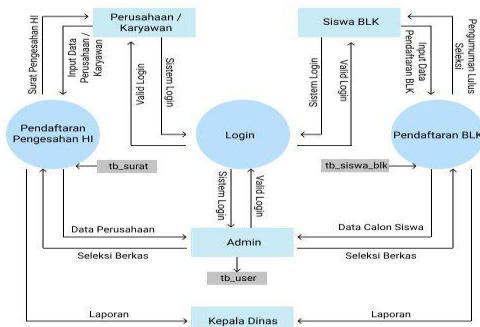 Perusahaan /
Karyawan
Siswa BLK
Surat Pengesahan HI
Input Data
Perusahaan /
Karyawan
Valid Login
Sistem Login
Sistem Login
Valid Login
Input Data
Pendaftaran BLK
Pengumuman Lulus
Seleksi
Pendaftaran
Pengesahan HI
Login
Pendaftaran BLK
tb_surat
tb_siswa_blk
Sistem Login
Valid Login
Data Perusahaan
Admin
Data Calon Siswa
Seleksi Berkas
Seleksi Berkas
tb_user
Laporan
Kepala Dinas
Laporan